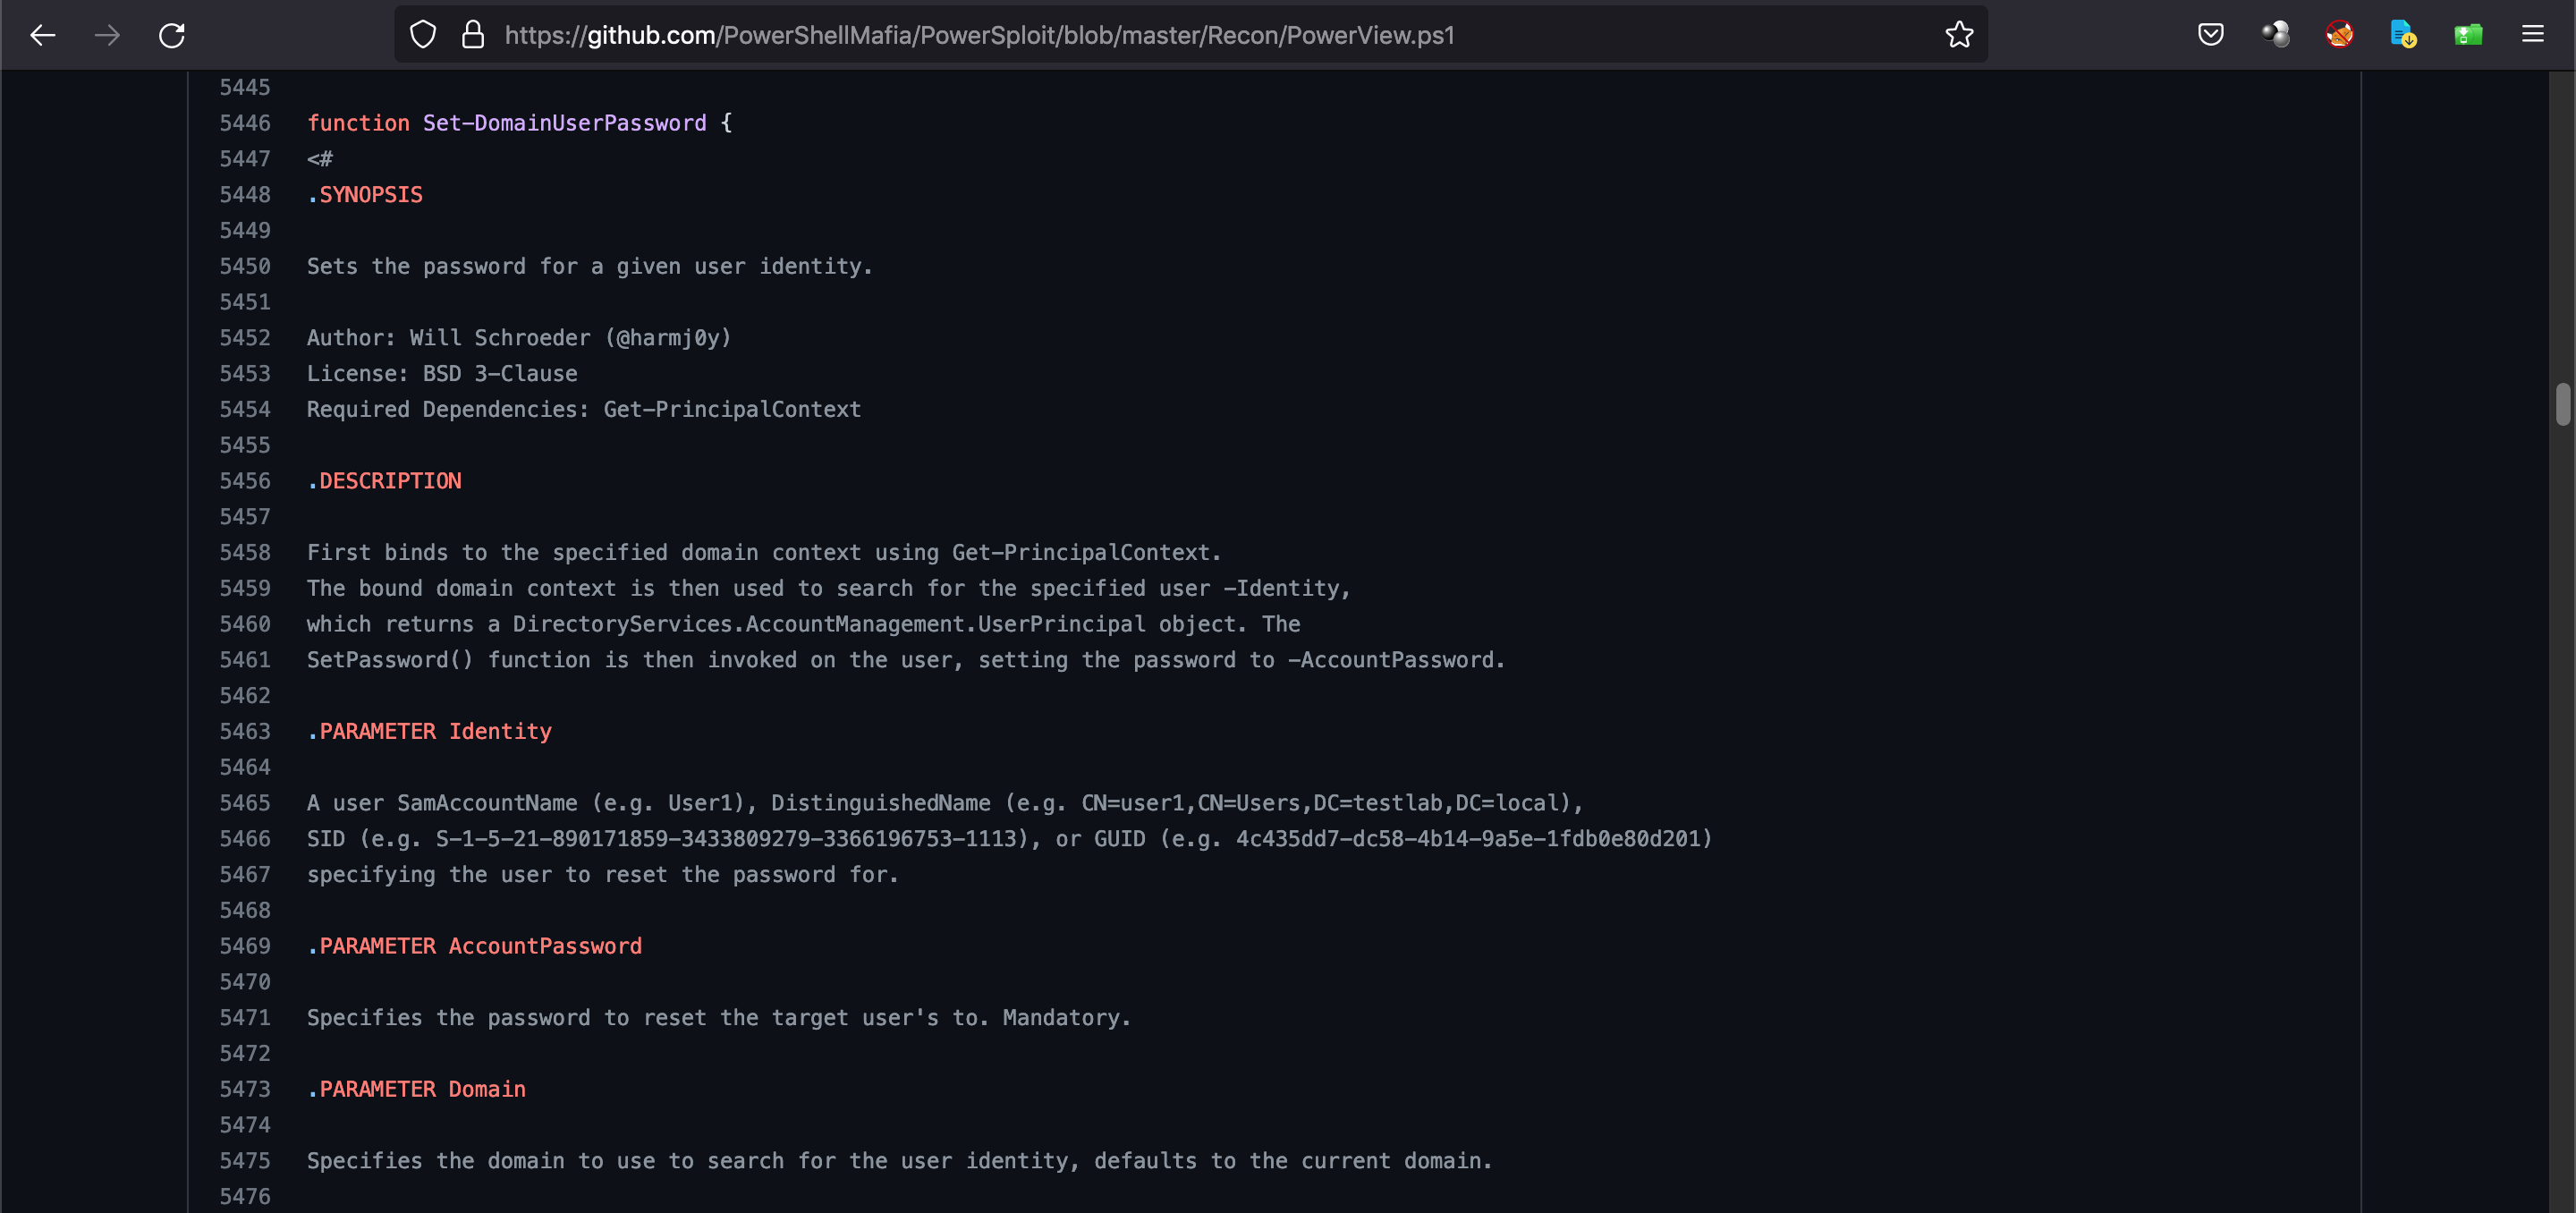 https://github.com/PowerShellMafia/PowerSploit/blob/master/Recon/PowerView.ps1
5445
5446 function Set-DomainUserPassword {
5447 <#
5448 .SYNOPSIS
5449
5450 Sets the password for a given user identity.
5451
5452 Author: Will Schroeder (@harmj0y)
5453 License: BSD 3-Clause
5454 Required Dependencies: Get-PrincipalContext
5455
5456 .DESCRIPTION
5457
5458 First binds to the specified domain context using Get-PrincipalContext.
5459 The bound domain context is then used to search for the specified user -Identity,
5460 which returns a DirectoryServices.AccountManagement.UserPrincipal object. The
5461 SetPassword() function is then invoked on the user, setting the password to -AccountPassword.
5462
5463 .PARAMETER Identity
5464
5465 A user SamAccountName (e.g. User1), DistinguishedName (e.g. CN=user1,CN=Users,DC=testlab,DC=local),
5466 SID (e.g. S-1-5-21-890171859-3433809279-3366196753-1113), or GUID (e.g. 4c435dd7-dc58-4b14-9a5e-1fdb0e80d201)
5467 specifying the user to reset the password for.
5468
5469 .PARAMETER AccountPassword
5470
5471 Specifies the password to reset the target user's to. Mandatory.
5472
5473 .PARAMETER Domain
5474
5475 Specifies the domain to use to search for the user identity, defaults to the current domain.
5476